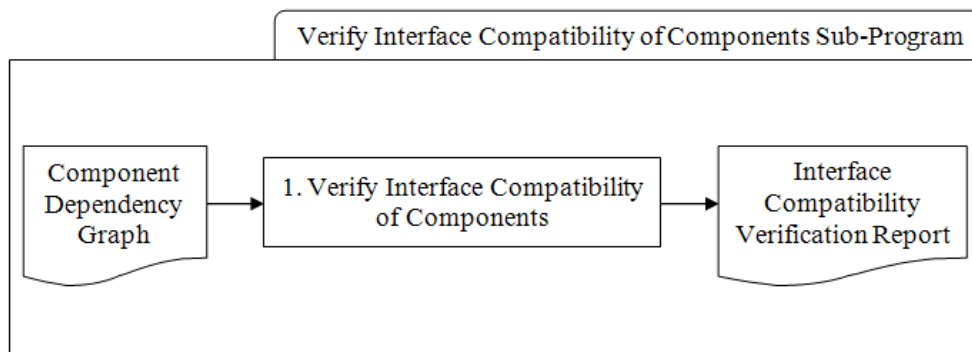 Verify Interface Compatibility of Components Sub-Program
Component
Dependency
Graph
1. Verify Interface Compatibility
of Components
Interface
Compatibility
Verification Report